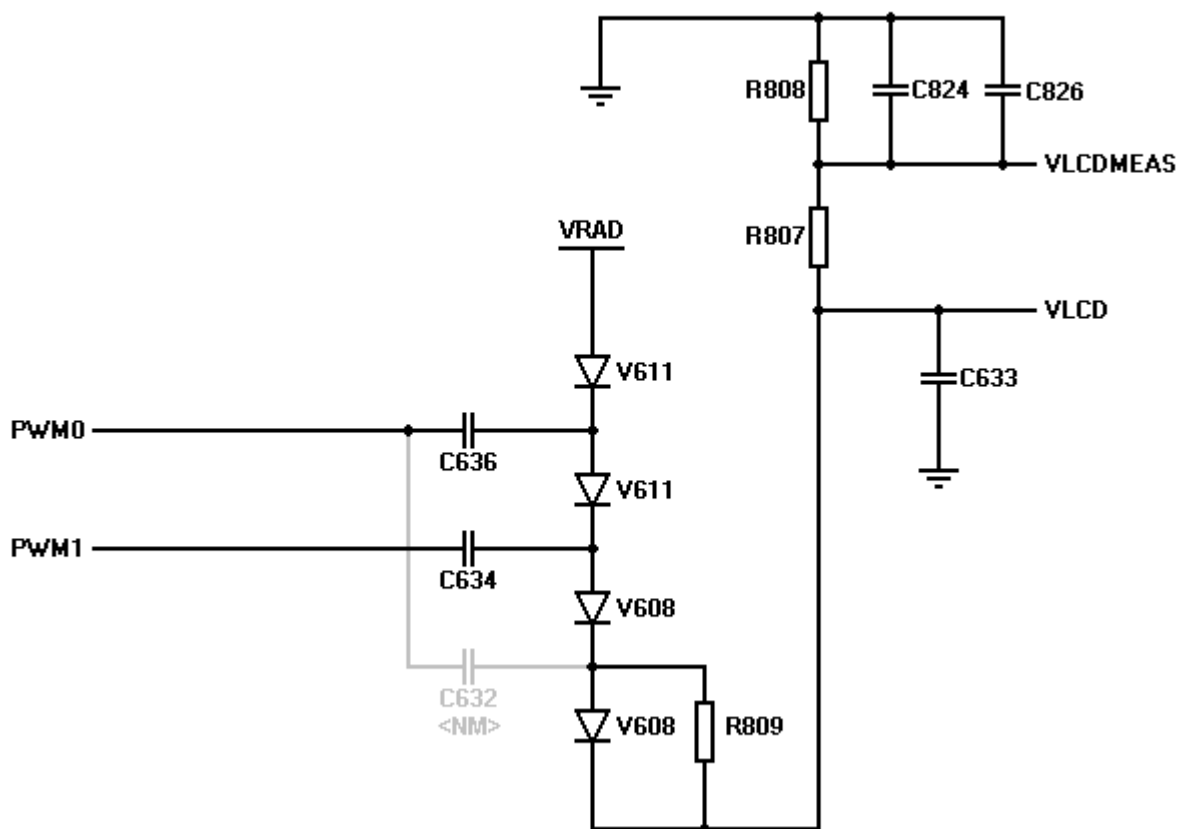 R808
C824
C826
VLCDMEAS
R807
VRAD
VLCD
V611
C633
PWM0
C636
V611
PWM1
C634
V608
C632
<NM>
V608
R809